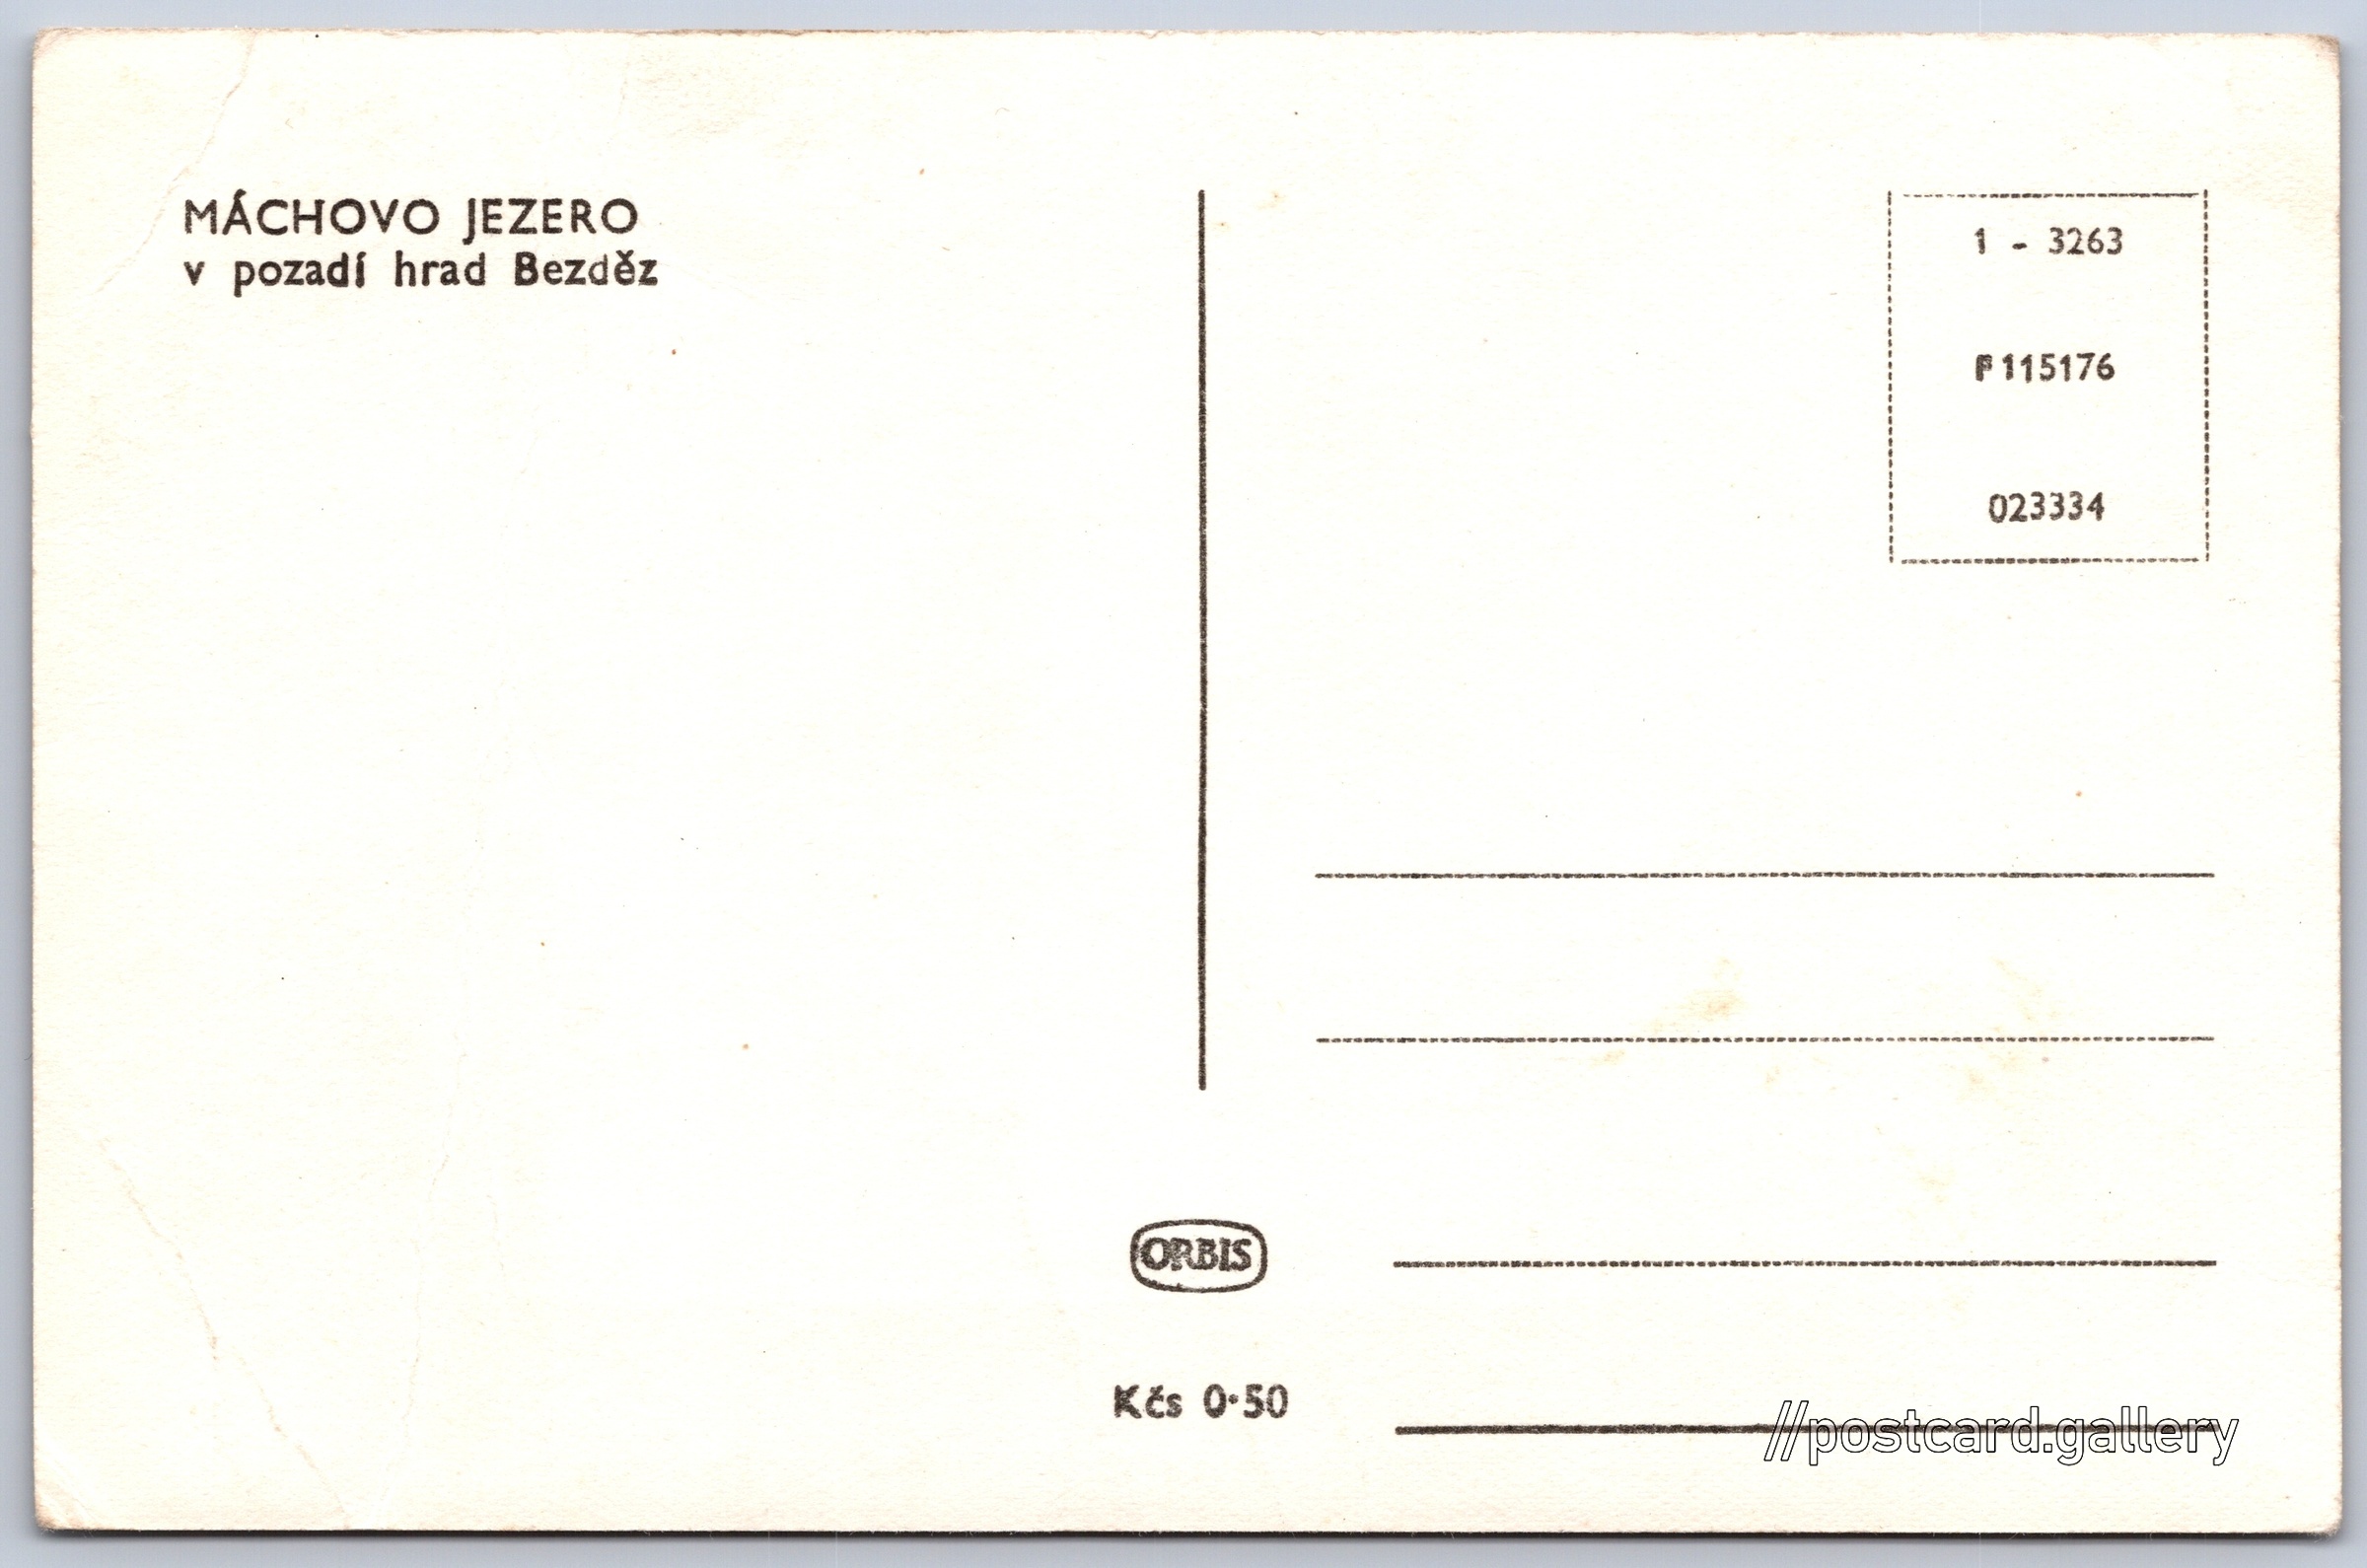 MÁCHOVO JEZERO
v pozadí hrad Bezděz
1 - 3263
F 115176
023334
ORBIS
Kčs 0·50
//postcard.gallery